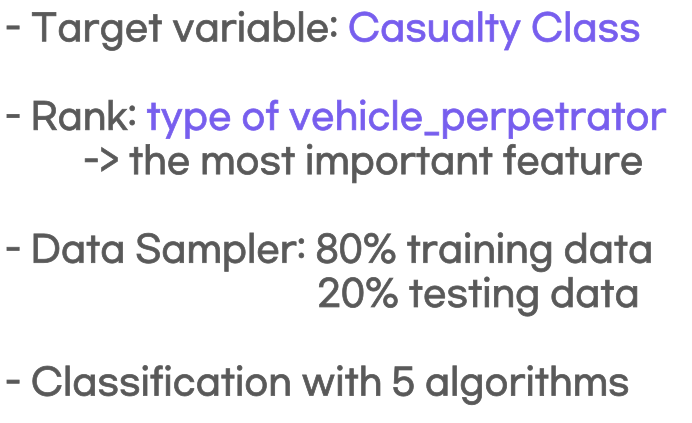 - Target variable: Casualty Class
- Rank: type of vehicle_perpetrator
-> the most important feature
- Data Sampler: 80% training data
20% testing data
- Classification with 5 algorithms